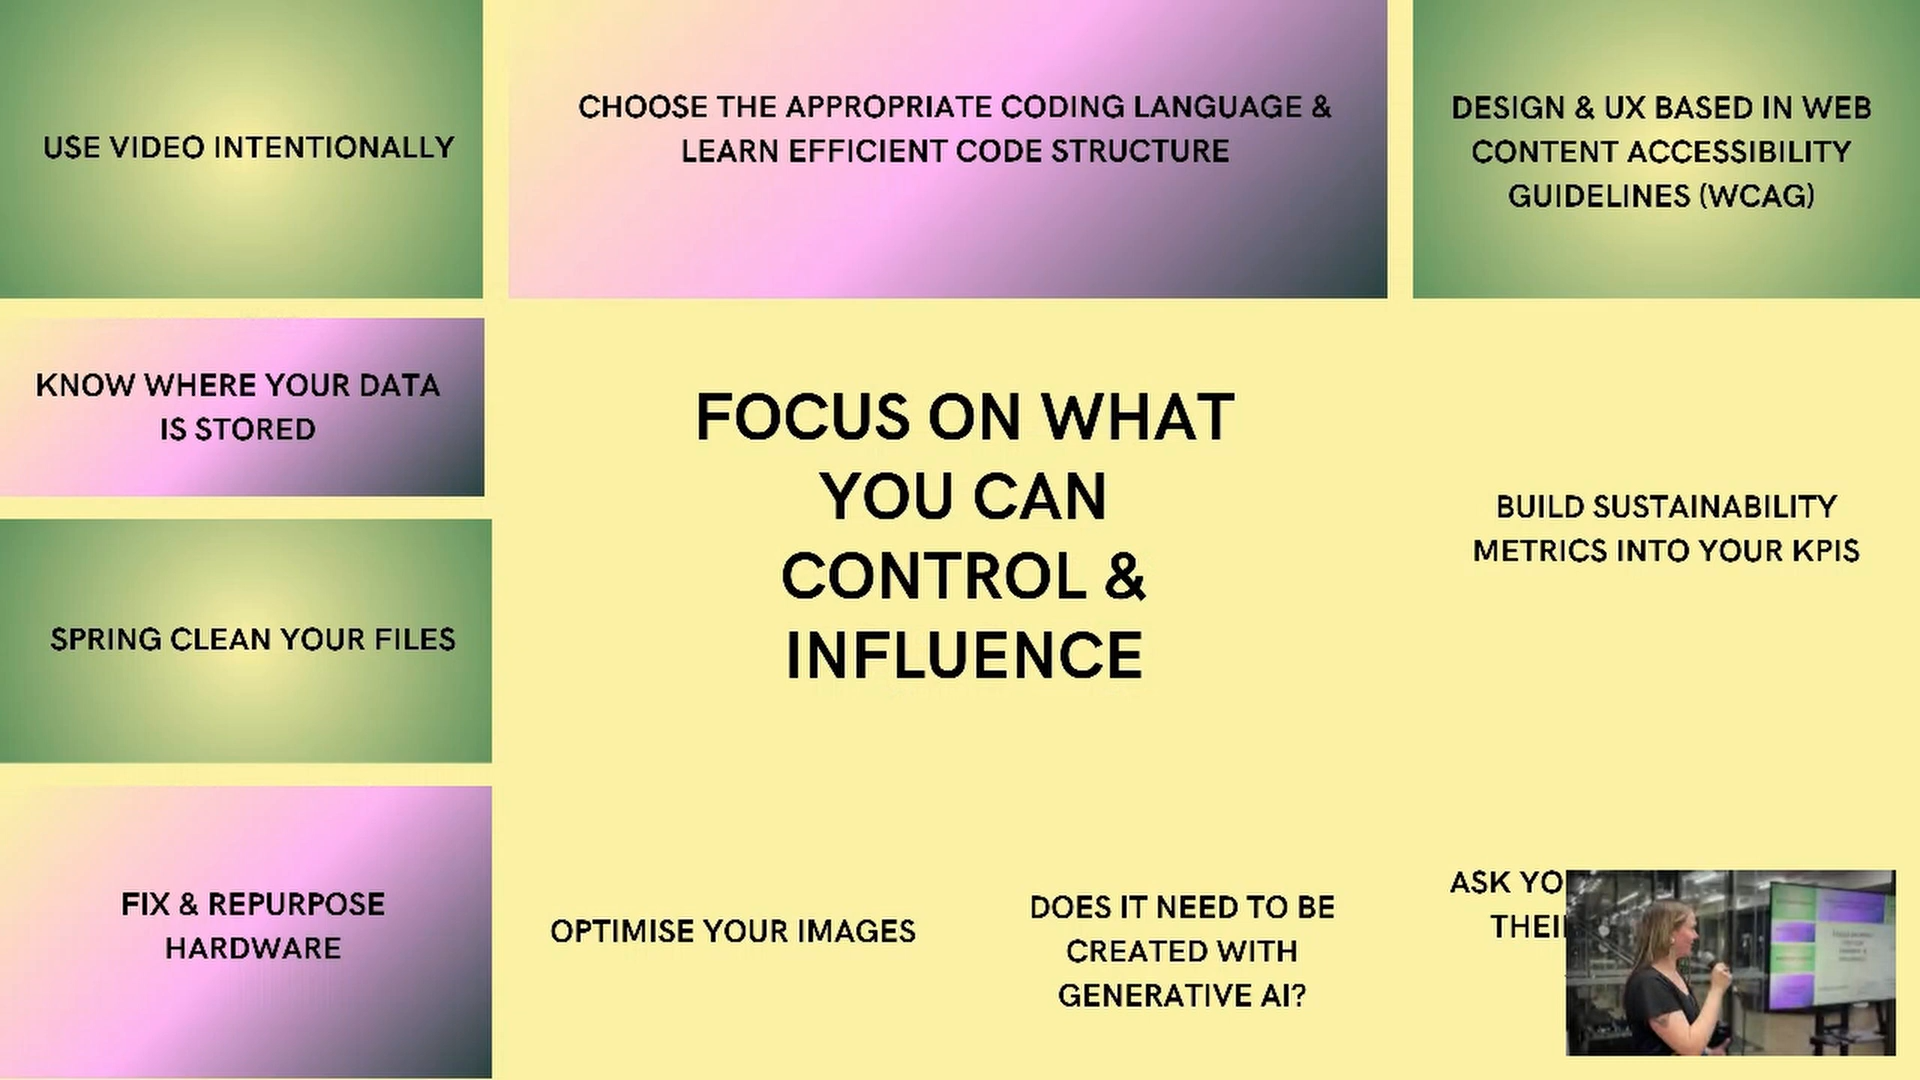 USE VIDEO INTENTIONALLY
CHOOSE THE APPROPRIATE CODING LANGUAGE &
LEARN EFFICIENT CODE STRUCTURE
DESIGN & UX BASED IN WEB
CONTENT ACCESSIBILITY
GUIDELINES (WCAG)
KNOW WHERE YOUR DATA
IS STORED
FOCUS ON WHAT
YOU CAN
CONTROL &
INFLUENCE
BUILD SUSTAINABILITY
METRICS INTO YOUR KPIS
SPRING CLEAN YOUR FILES
FIX & REPURPOSE
HARDWARE
OPTIMISE YOUR IMAGES
DOES IT NEED TO BE
CREATED WITH
GENERATIVE AI?
ASK